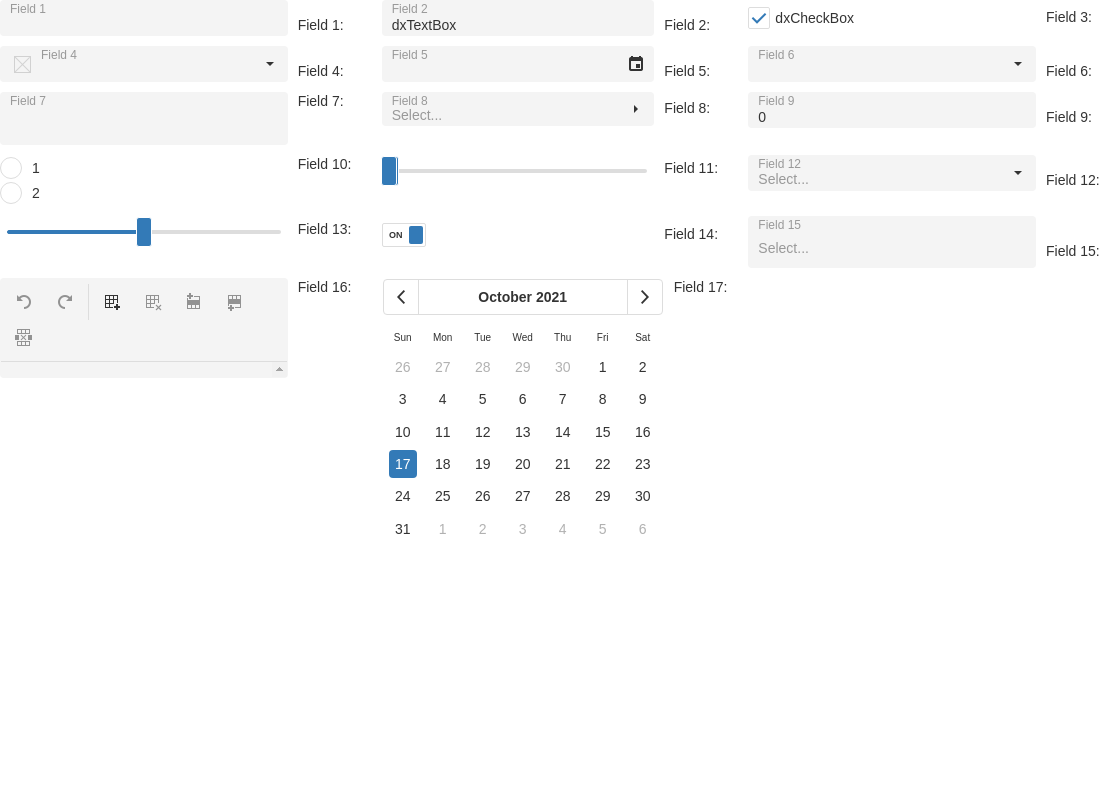 Field 1
Field 1:
Field 2
dxTextBox
Field 2:
dxCheckBox
Field 3:
Field 4
Field 4:
Field 5
Field 5:
Field 6
Field 6:
Field 7
Field 7:
Field 8
Select...
Field 8:
Field 9
0
Field 9:
1
2
Field 10:
Field 11:
Field 12
Select...
Field 12:
Field 13:
ON
Field 14:
Field 15
Select...
Field 15:
Field 16:
October 2021
Field 17:
Sun Mon Tue Wed Thu Fri Sat
26 27 28 29 30 1 2
3 4 5 6 7 8 9
10 11 12 13 14 15 16
17 18 19 20 21 22 23
24 25 26 27 28 29 30
31 1 2 3 4 5 6